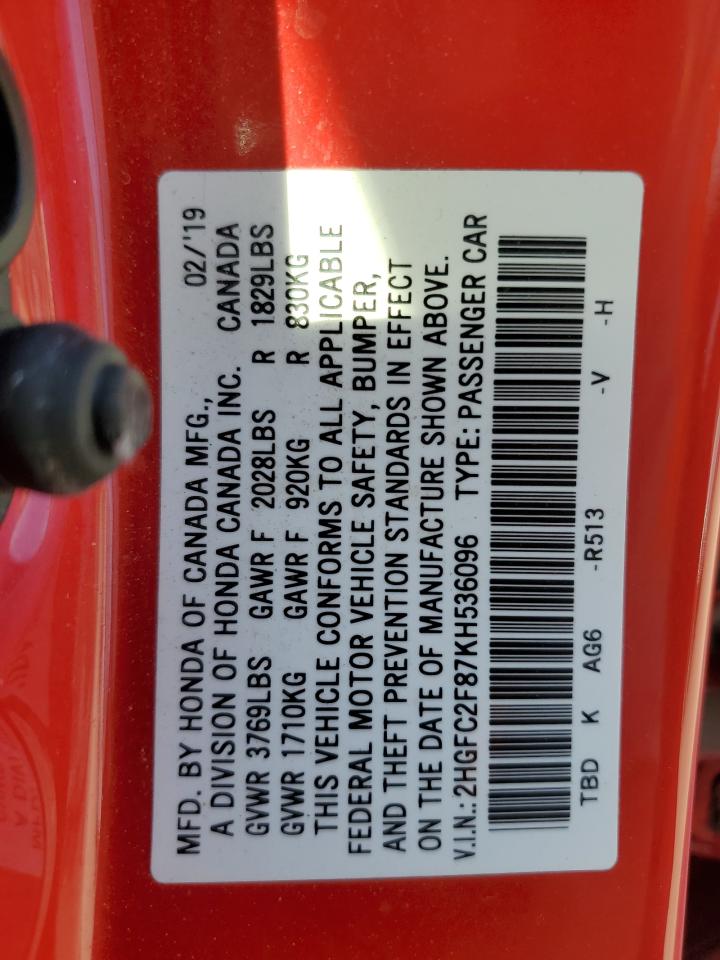 MFD. BY HONDA OF CANADA MFG., 02/'19
A DIVISION OF HONDA CANADA INC. CANADA
GVWR 3769LBS GAWR F 2028LBS R 1829LBS
GVWR 1710KG GAWR F 920KG R 830KG
THIS VEHICLE CONFORMS TO ALL APPLICABLE
FEDERAL MOTOR VEHICLE SAFETY, BUMPER,
AND THEFT PREVENTION STANDARDS IN EFFECT
ON THE DATE OF MANUFACTURE SHOWN ABOVE.
V.I.N.: 2HGFC2F87KH536096 TYPE: PASSENGER CAR
TBD K AG6 -R513 -V -H